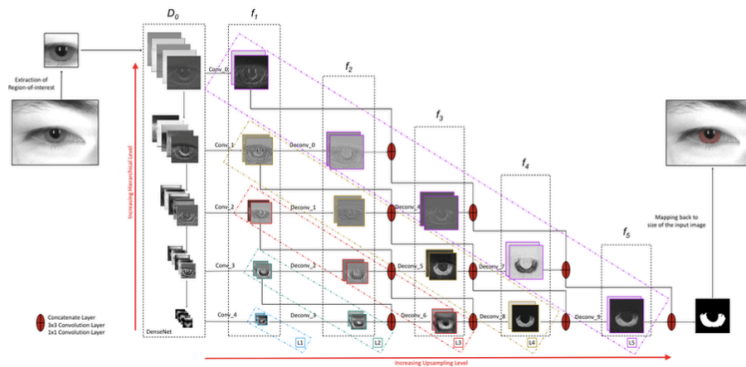 D0
f1
f2
f3
f4
f5
Extraction of
Region-of-interest
Conv_0
Conv_1
Deconv_0
Conv_2
Deconv_1
Deconv_4
Conv_3
Deconv_2
Deconv_5
Deconv_7
Conv_4
Deconv_3
Deconv_6
Deconv_8
Deconv_9
Increasing Hierarchical Level
Mapping back to
size of the input image
Concatenate Layer
3x3 Convolution Layer
1x1 Convolution Layer
DenseNet
L1
L2
L3
L4
L5
Increasing Upsampling Level